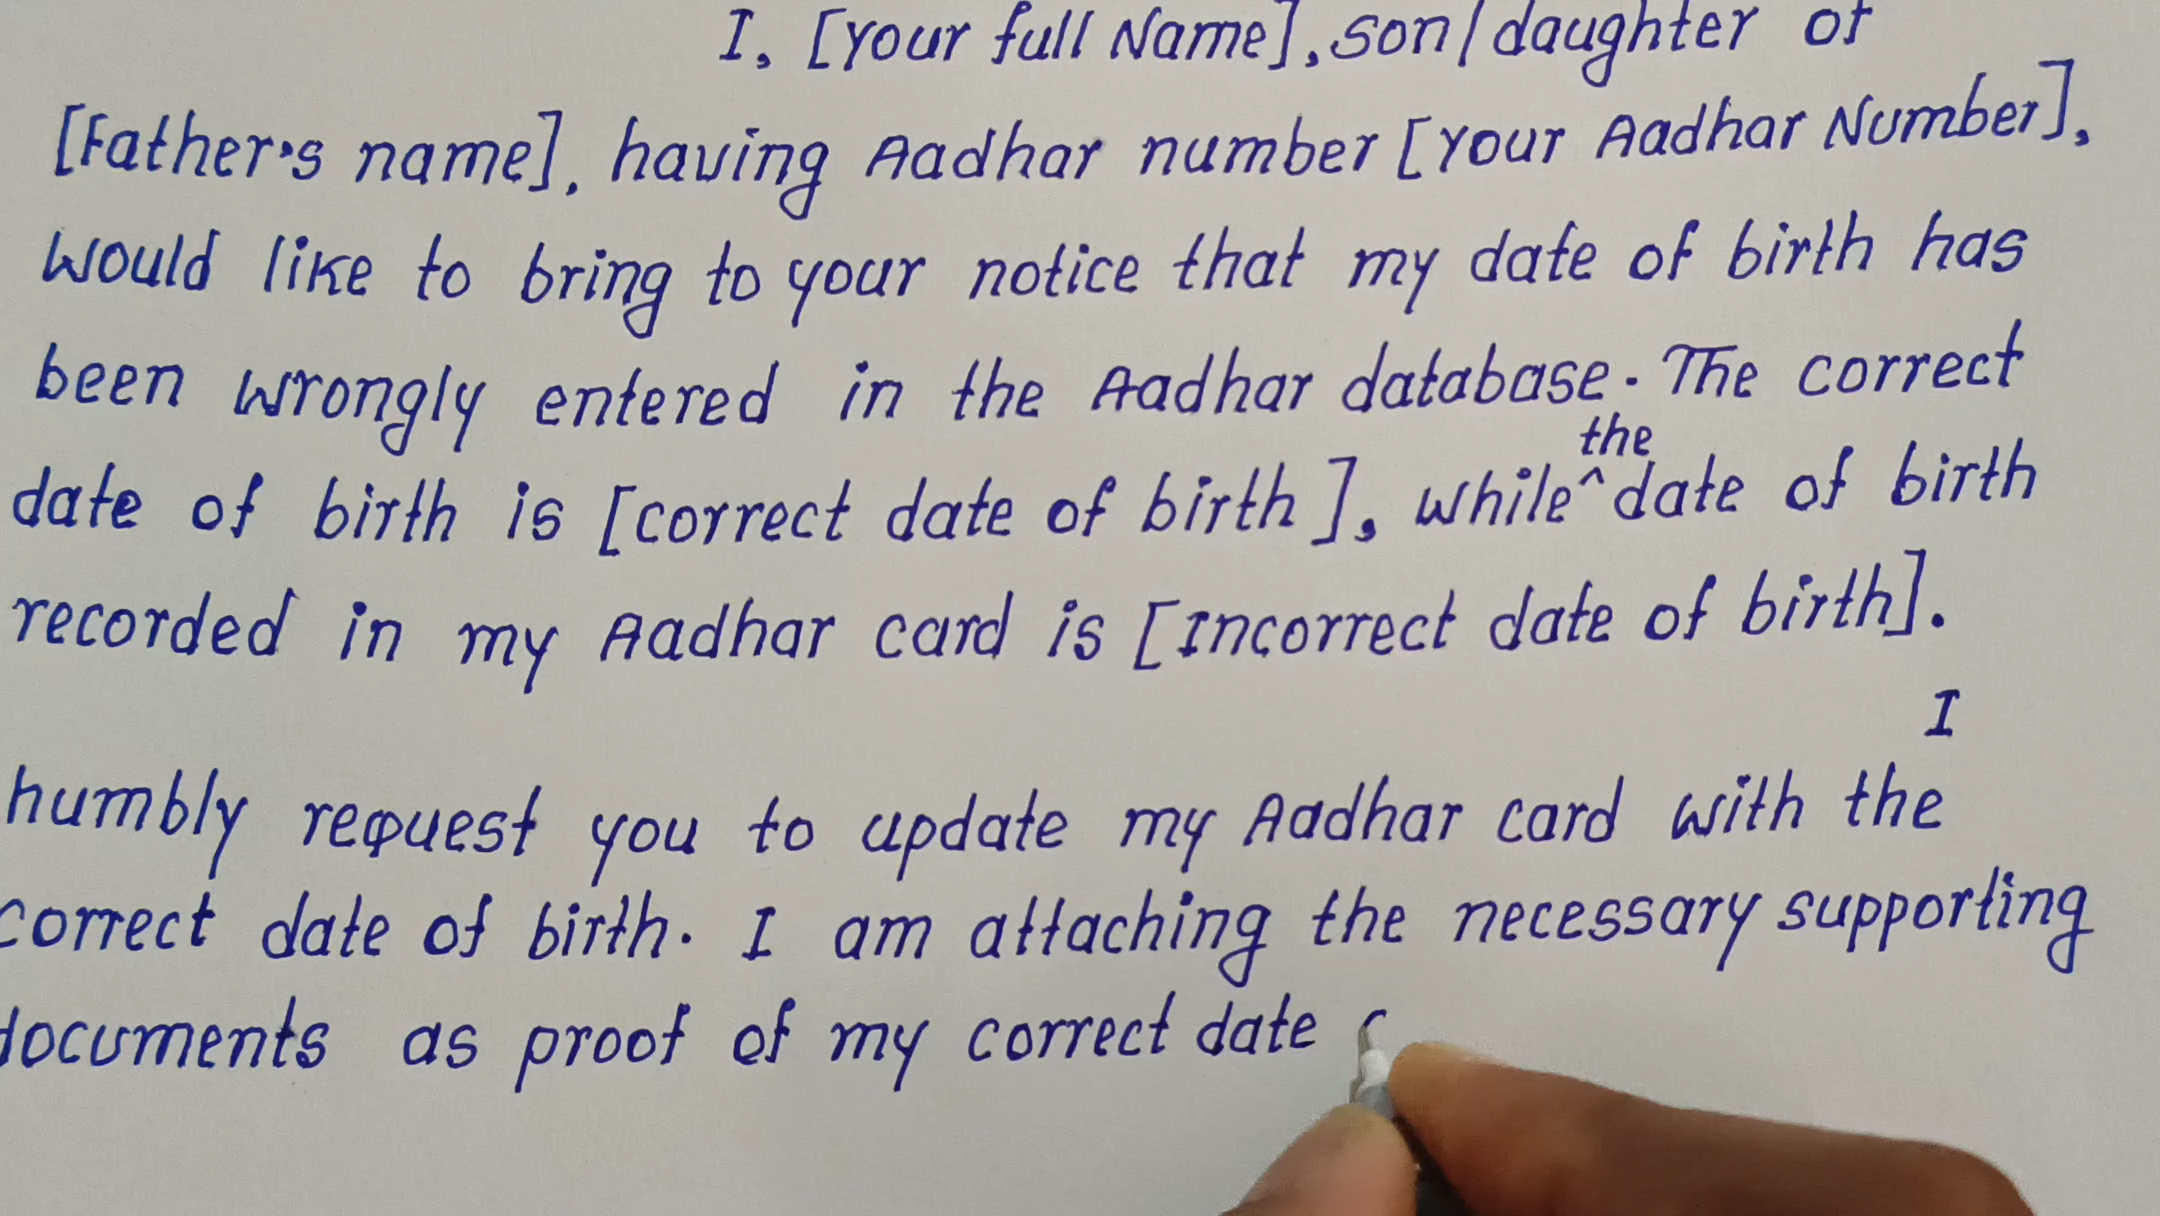 I, [Your full Name], son/daughter of
[Father's name], having Aadhar number [Your Aadhar Number],
would like to bring to your notice that my date of birth has
been wrongly entered in the Aadhar database. The correct
date of birth is [correct date of birth], while ^the date of birth
recorded in my Aadhar card is [Incorrect date of birth].
I
humbly request you to update my Aadhar card with the
correct date of birth. I am attaching the necessary supporting
documents as proof of my correct date